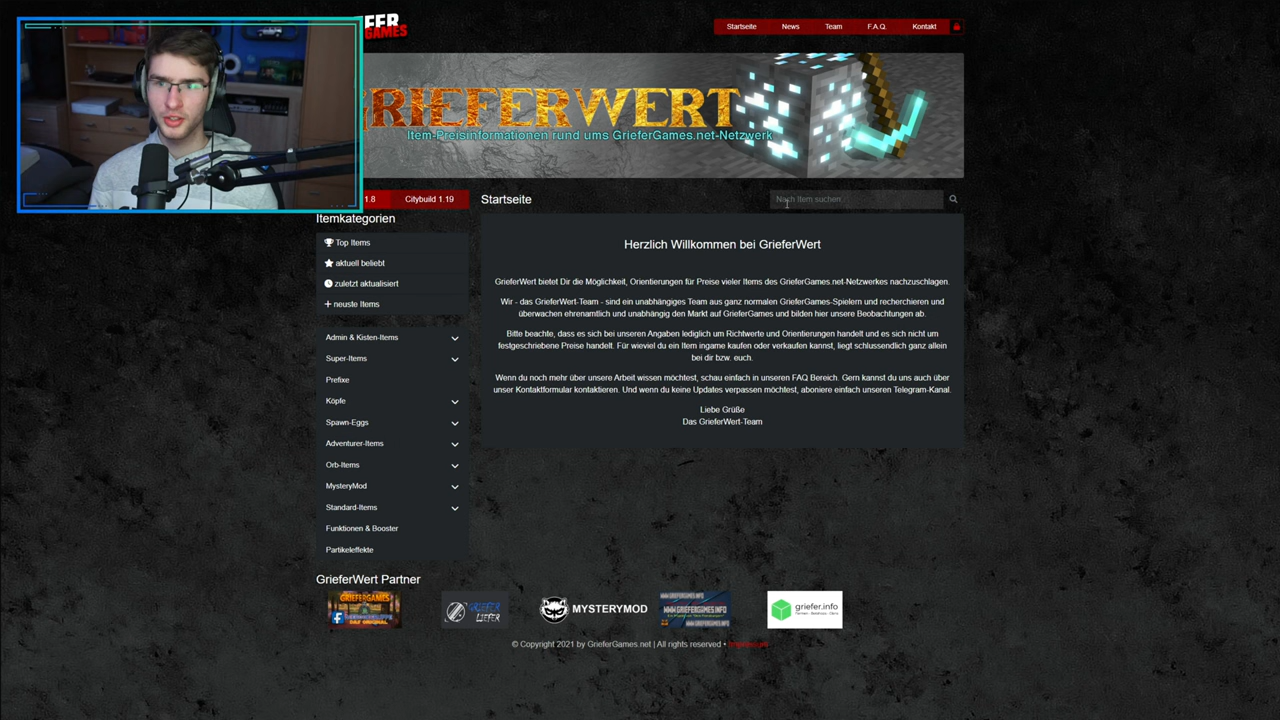 FER
GAMES
Startseite
News
Team
F.A.Q.
Kontakt
GRIEFERWERT
Item-Preisinformationen rund ums GrieferGames.net-Netzwerk
1.8
Citybuild 1.19
Startseite
Nach Item suchen...
Itemkategorien
Top Items
aktuell beliebt
zuletzt aktualisiert
neuste Items
Admin & Kisten-Items
Super-Items
Prefixe
Köpfe
Spawn-Eggs
Adventurer-Items
Orb-Items
MysteryMod
Standard-Items
Funktionen & Booster
Partikeleffekte
Herzlich Willkommen bei GrieferWert
GrieferWert bietet Dir die Möglichkeit, Orientierungen für Preise vieler Items des GrieferGames.net-Netzwerkes nachzuschlagen.
Wir - das GrieferWert-Team - sind ein unabhängiges Team aus ganz normalen GrieferGames-Spielern und recherchieren und
überwachen ehrenamtlich und unabhängig den Markt auf GrieferGames und bilden hier unsere Beobachtungen ab.
Bitte beachte, dass es sich bei unseren Angaben lediglich um Richtwerte und Orientierungen handelt und es sich nicht um
festgeschriebene Preise handelt. Für wieviel du ein Item ingame kaufen oder verkaufen kannst, liegt schlussendlich ganz allein
bei dir bzw. euch.
Wenn du noch mehr über unsere Arbeit wissen möchtest, schau einfach in unseren FAQ Bereich. Gern kannst du uns auch über
unser Kontaktformular kontaktieren. Und wenn du keine Updates verpassen möchtest, aboniere einfach unseren Telegram-Kanal.
Liebe Grüße
Das GrieferWert-Team
GrieferWert Partner
GRIEFERGAMES
DAS ORIGINAL
GRIEFER
LIEFER
MYSTERYMOD
WWW.GRIEFERGAMES.INFO
griefer.info
© Copyright 2021 by GrieferGames.net | All rights reserved •
Impressum